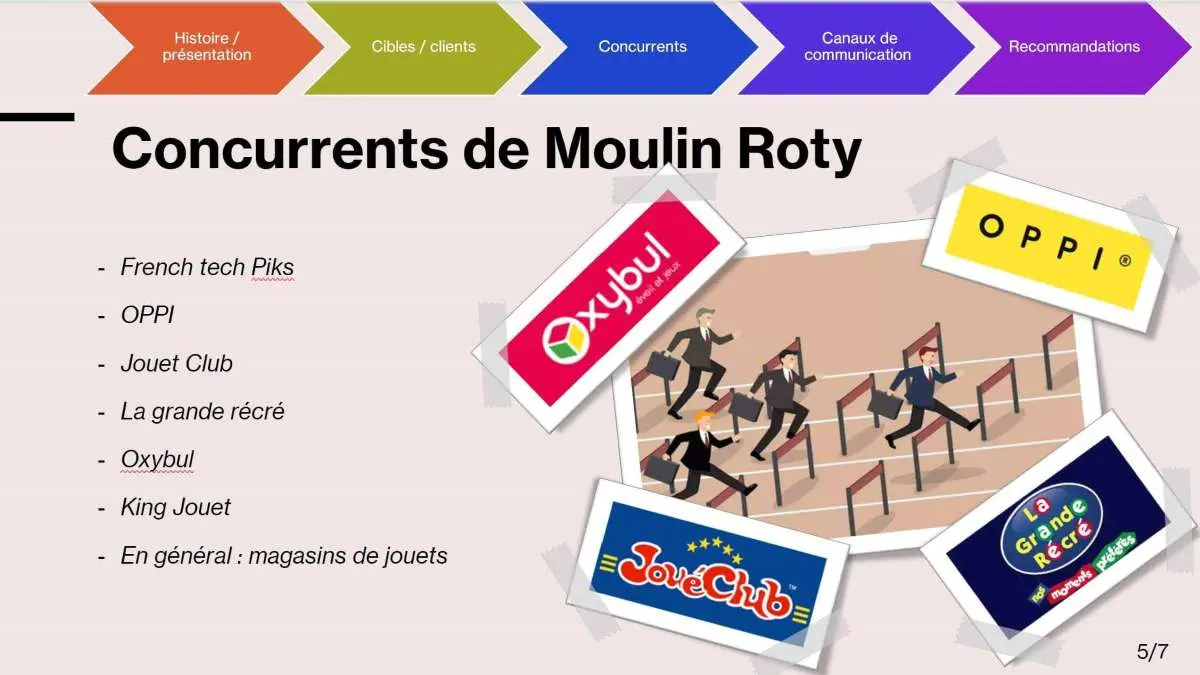 Histoire /
présentation
Cibles / clients
Concurrents
Canaux de
communication
Recommandations
Concurrents de Moulin Roty
- French tech Piks
- OPPI
- Jouet Club
- La grande récré
- Oxybul
- King Jouet
- En général : magasins de jouets
Oxybul
éveil et jeux
OPPI®
JouéClub™
La
Grande
Récré
nos moments préférés
5/7